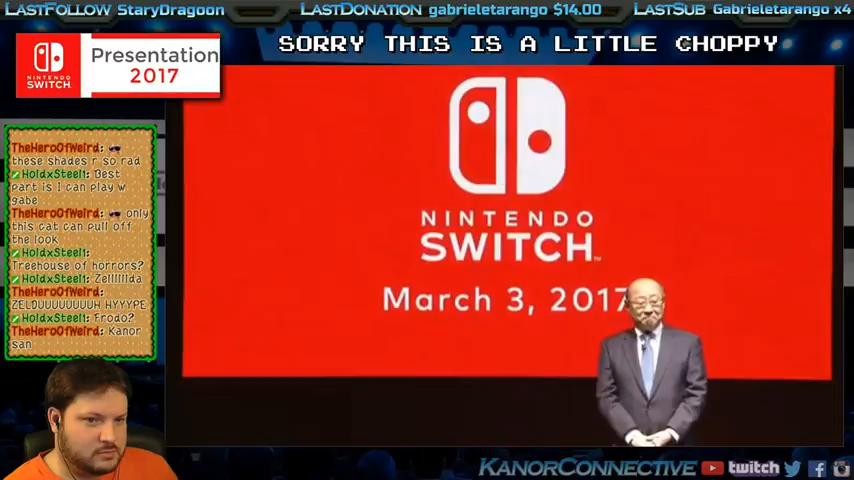 LASTFOLLOW StaryDragoon LASTDONATION gabrieletarango $14.00 LASTSUB Gabrieletarango x4
SORRY THIS IS A LITTLE CHOPPY
NINTENDO
SWITCH
Presentation
2017
TheHeroOfWeird:
these shades r so rad
HoldxSteel1: Best
part is I can play w
gabe
TheHeroOfWeird: only
this cat can pull off
the look
HoldxSteel1:
Treehouse of horrors?
HoldxSteel1: Zelllllllda
TheHeroOfWeird:
ZELDUUUUUUUH HYYYPE
HoldxSteel1: Frodo?
TheHeroOfWeird: Kanor
san
NINTENDO
SWITCH™
March 3, 2017
KANORCONNECTIVE twitch